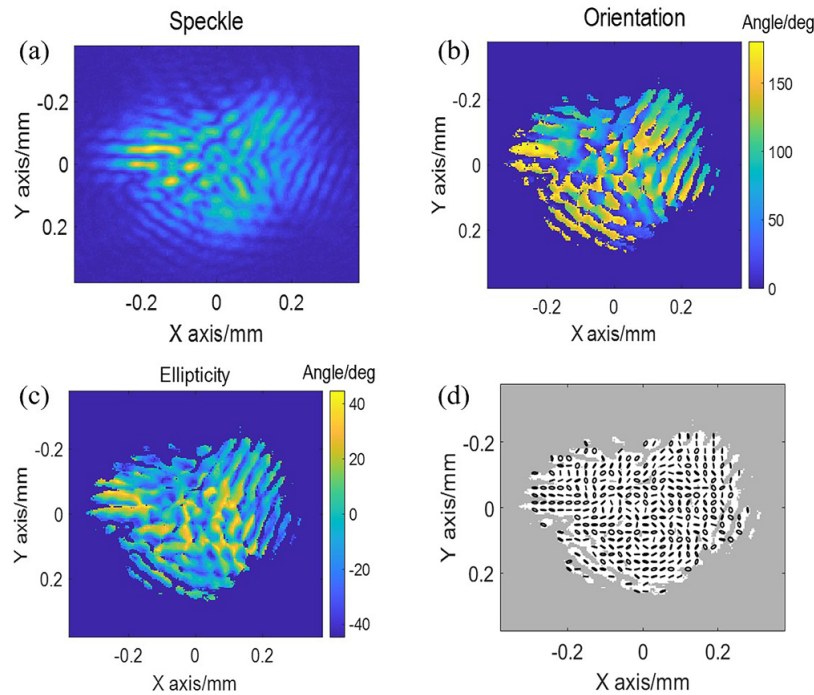 Speckle
(a)
-0.2
0
0.2
Y axis/mm
-0.2 0 0.2
X axis/mm
Orientation
Angle/deg
(b)
-0.2
0
0.2
Y axis/mm
-0.2 0 0.2
X axis/mm
150
100
50
0
Ellipticity
Angle/deg
(c)
-0.2
0
0.2
Y axis/mm
-0.2 0 0.2
X axis/mm
40
20
0
-20
-40
(d)
-0.2
0
0.2
Y axis/mm
-0.2 0 0.2
X axis/mm